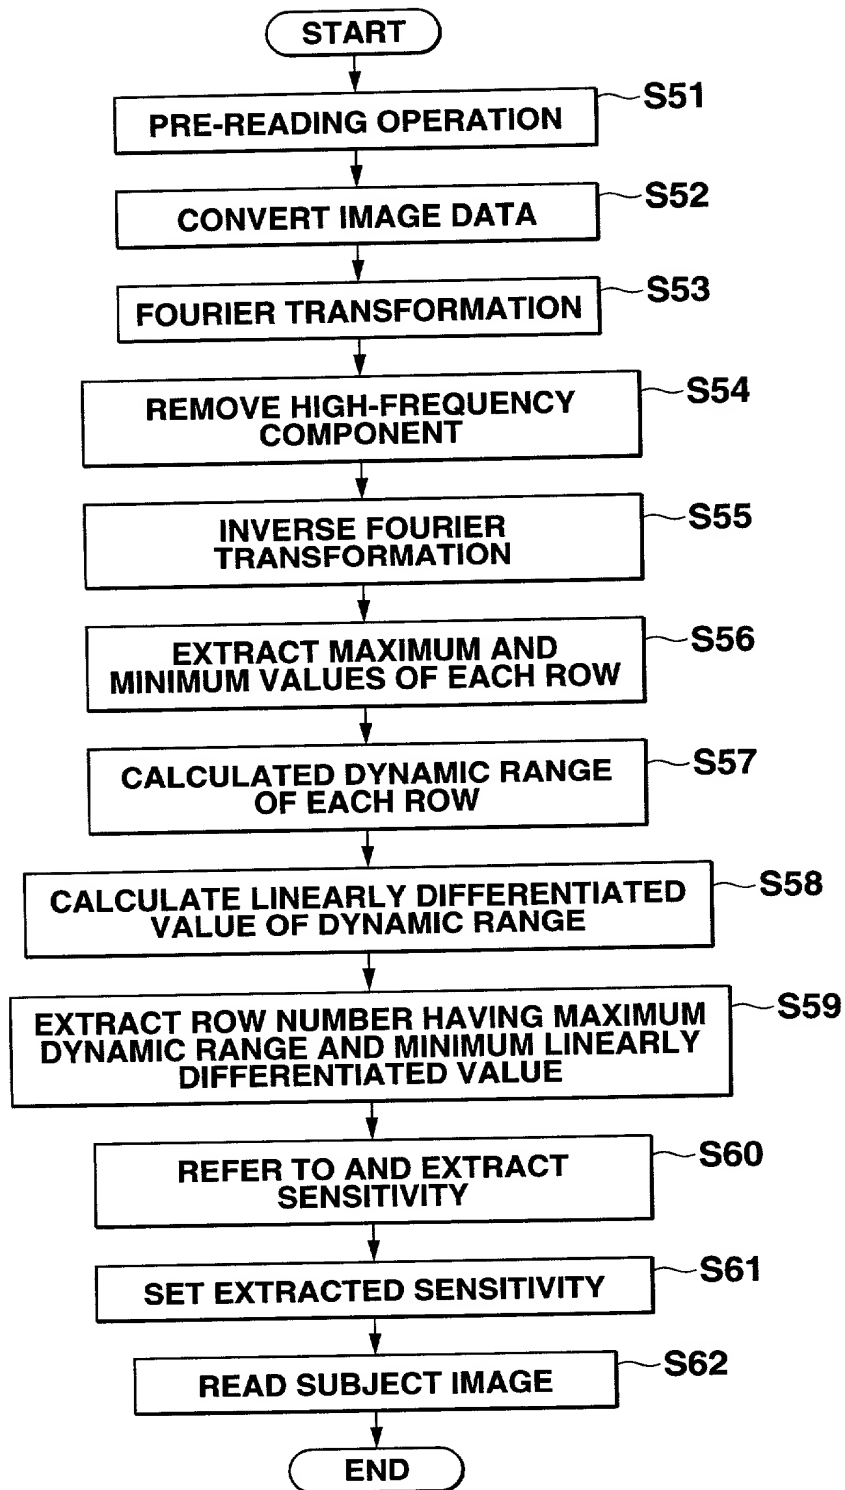 START
PRE-READING OPERATION
S51
CONVERT IMAGE DATA
S52
FOURIER TRANSFORMATION
S53
REMOVE HIGH-FREQUENCY
COMPONENT
S54
INVERSE FOURIER
TRANSFORMATION
S55
EXTRACT MAXIMUM AND
MINIMUM VALUES OF EACH ROW
S56
CALCULATED DYNAMIC RANGE
OF EACH ROW
S57
CALCULATE LINEARLY DIFFERENTIATED
VALUE OF DYNAMIC RANGE
S58
EXTRACT ROW NUMBER HAVING MAXIMUM
DYNAMIC RANGE AND MINIMUM LINEARLY
DIFFERENTIATED VALUE
S59
REFER TO AND EXTRACT
SENSITIVITY
S60
SET EXTRACTED SENSITIVITY
S61
READ SUBJECT IMAGE
S62
END